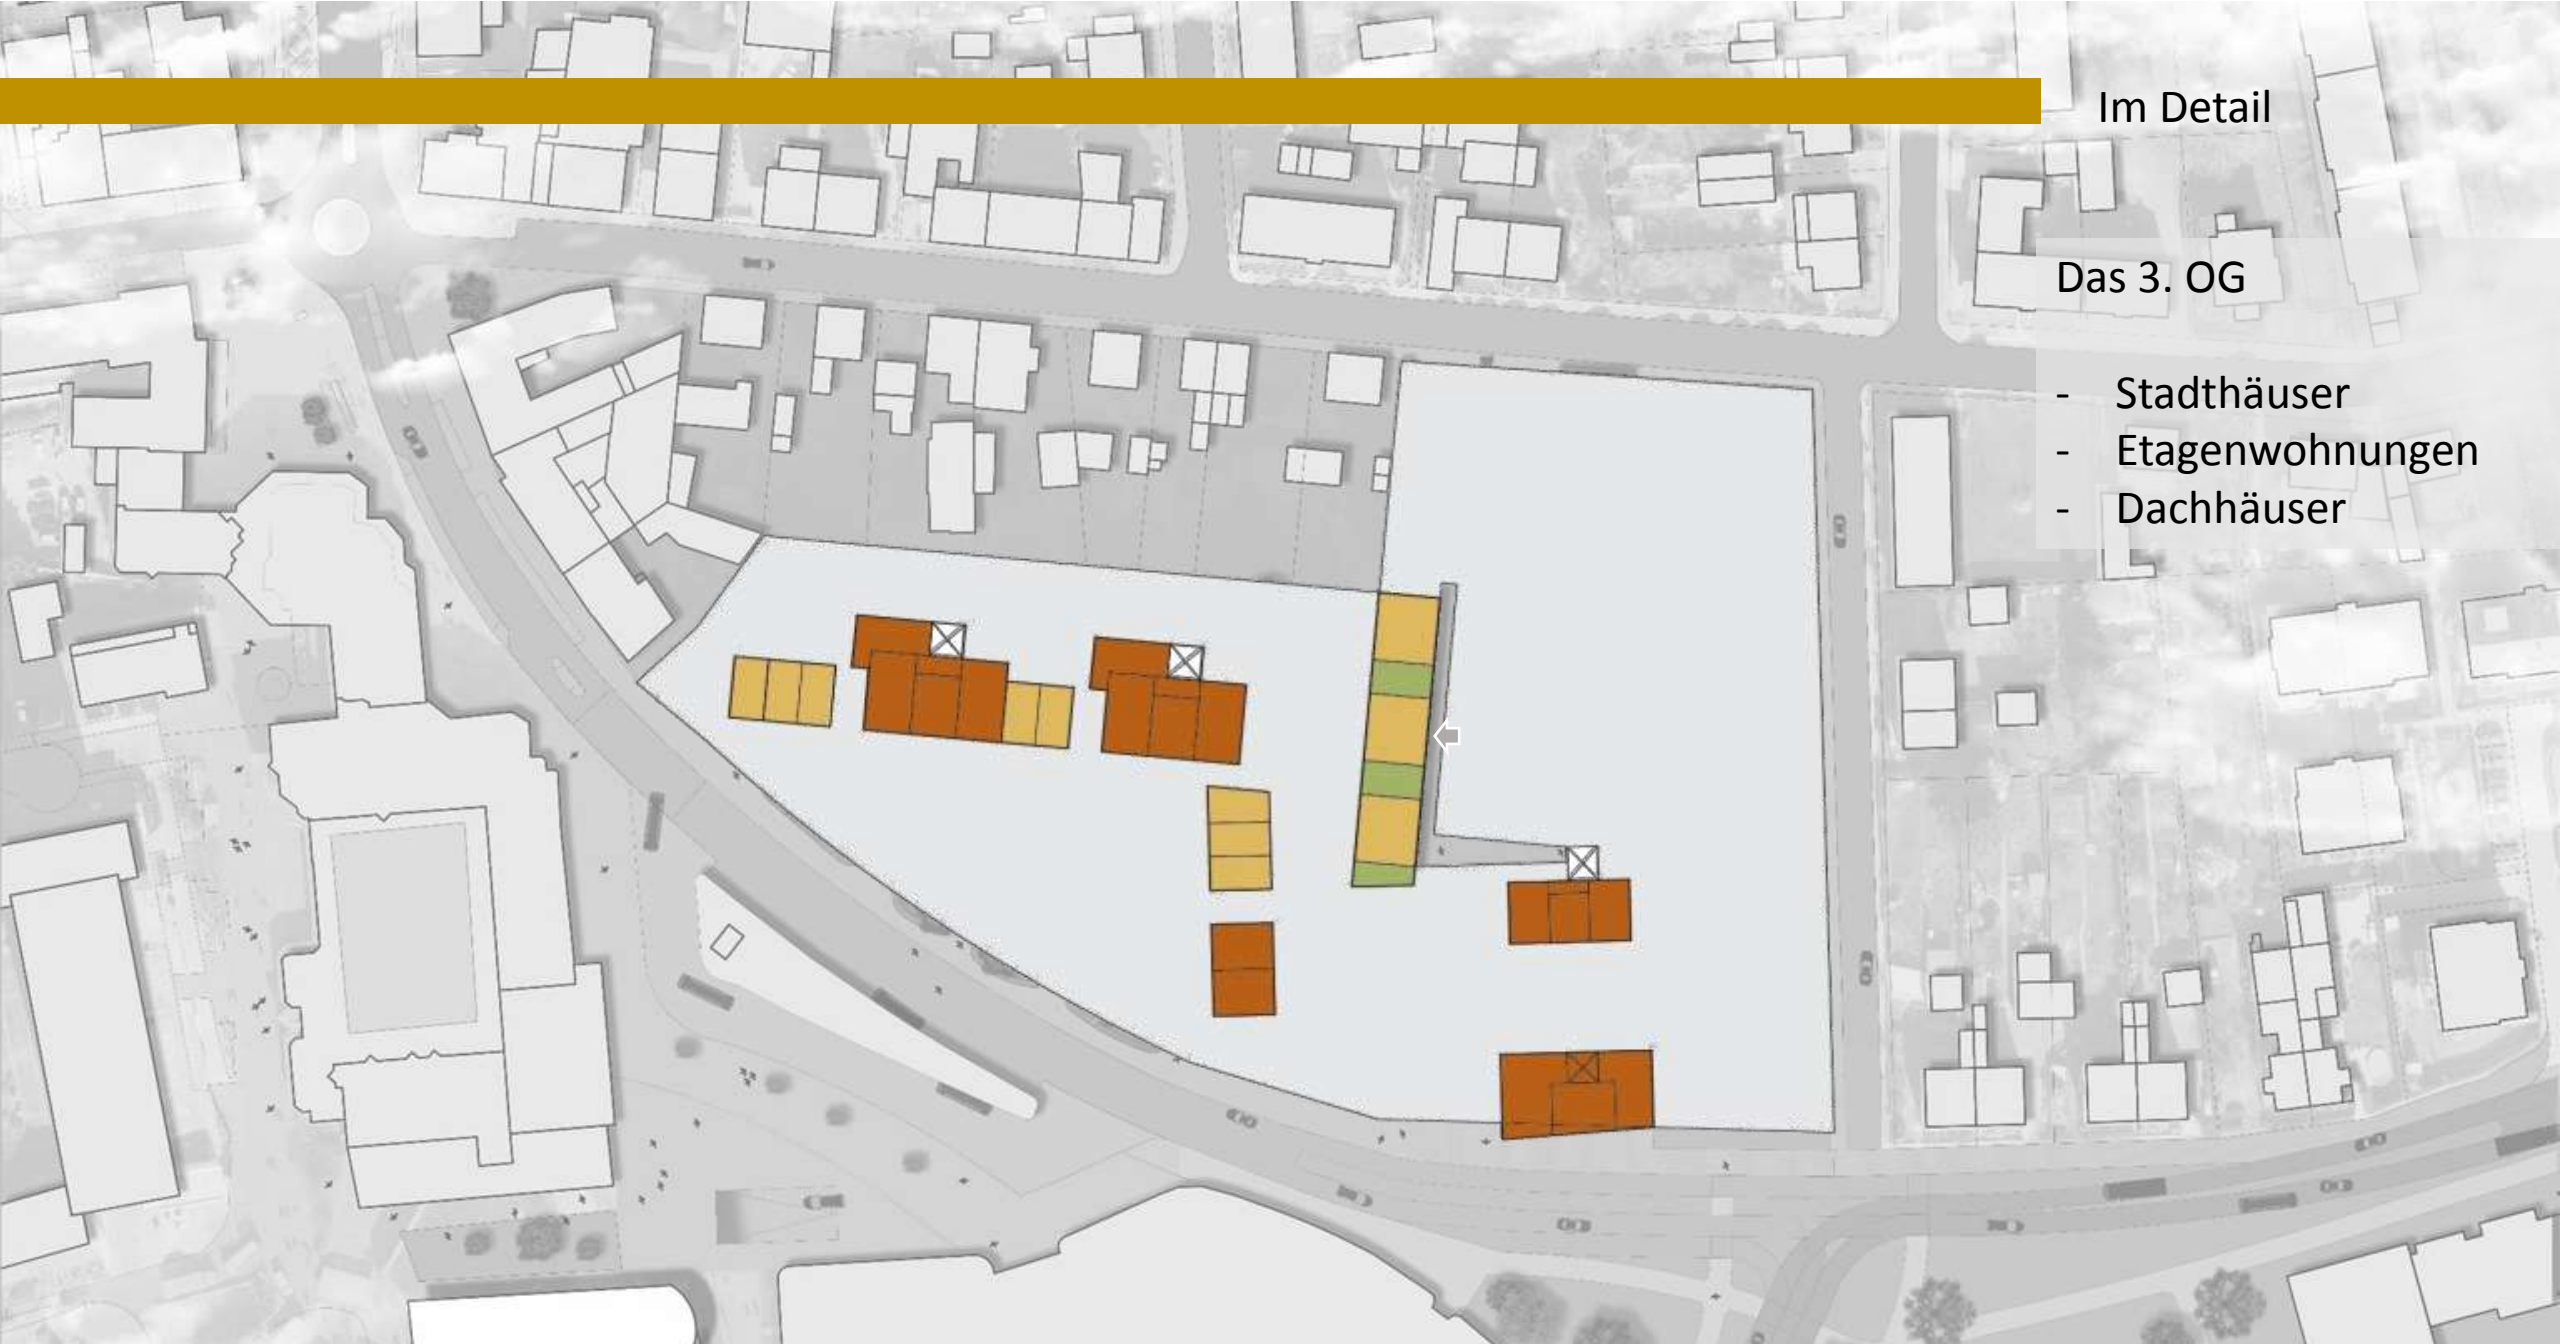 Im Detail
Das 3. OG
- Stadthäuser
- Etagenwohnungen
- Dachhäuser